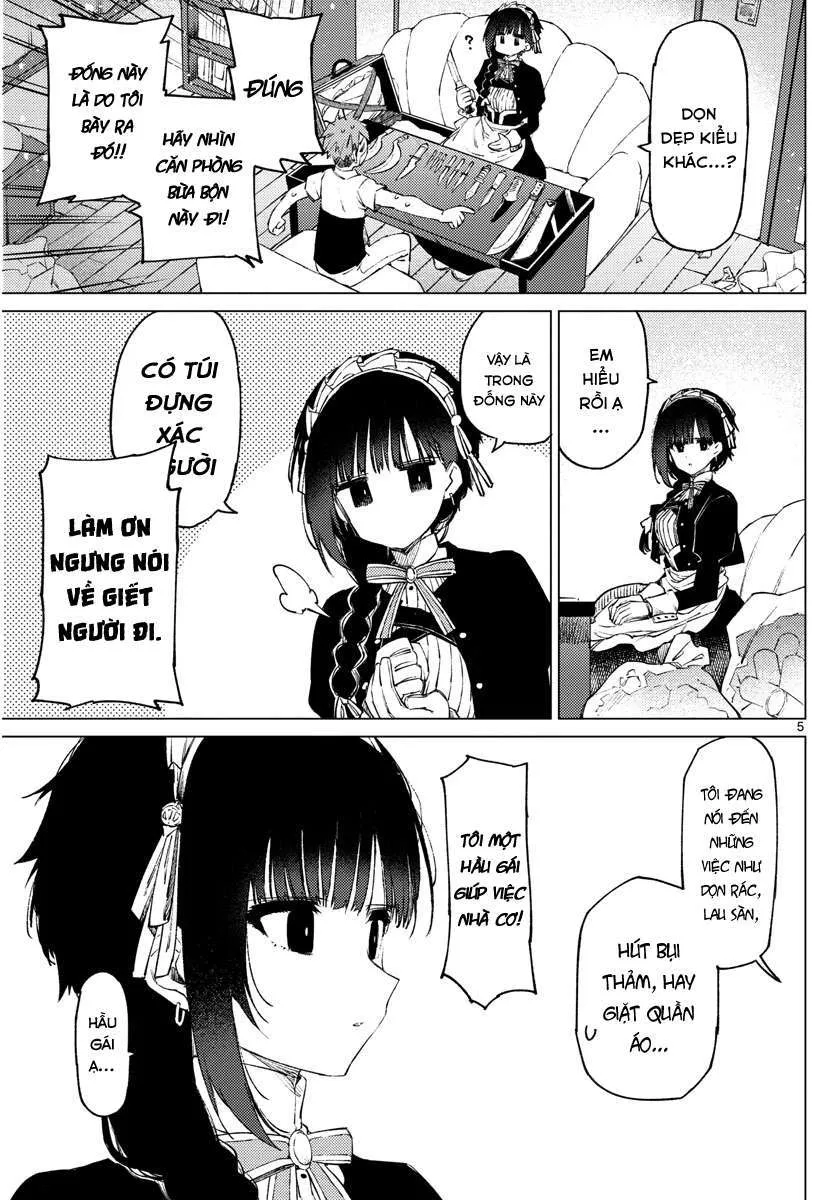 DỌN
DẸP KIỂU
KHÁC...?
?
ĐÚNG
HÃY NHÌN
CĂN PHÒNG
BỪA BỘN
NÀY ĐI!
ĐỐNG NÀY
LÀ DO TÔI
BÀY RA
ĐÓ!!
EM
HIỂU
RỒI Ạ
...
VẬY LÀ
TRONG
ĐỐNG NÀY
CÓ TÚI
ĐỰNG
XÁC
NGƯỜI
LÀM ƠN
NGƯNG NÓI
VỀ GIẾT
NGƯỜI ĐI.
5
TÔI ĐANG
NÓI ĐẾN
NHỮNG
VIỆC NHƯ
DỌN RÁC,
LAU SÀN,
HÚT BỤI
THẢM, HAY
GIẶT QUẦN
ÁO...
TÔI MỘT
HẦU GÁI
GIÚP VIỆC
NHÀ CƠ!
HẦU
GÁI
Ạ...